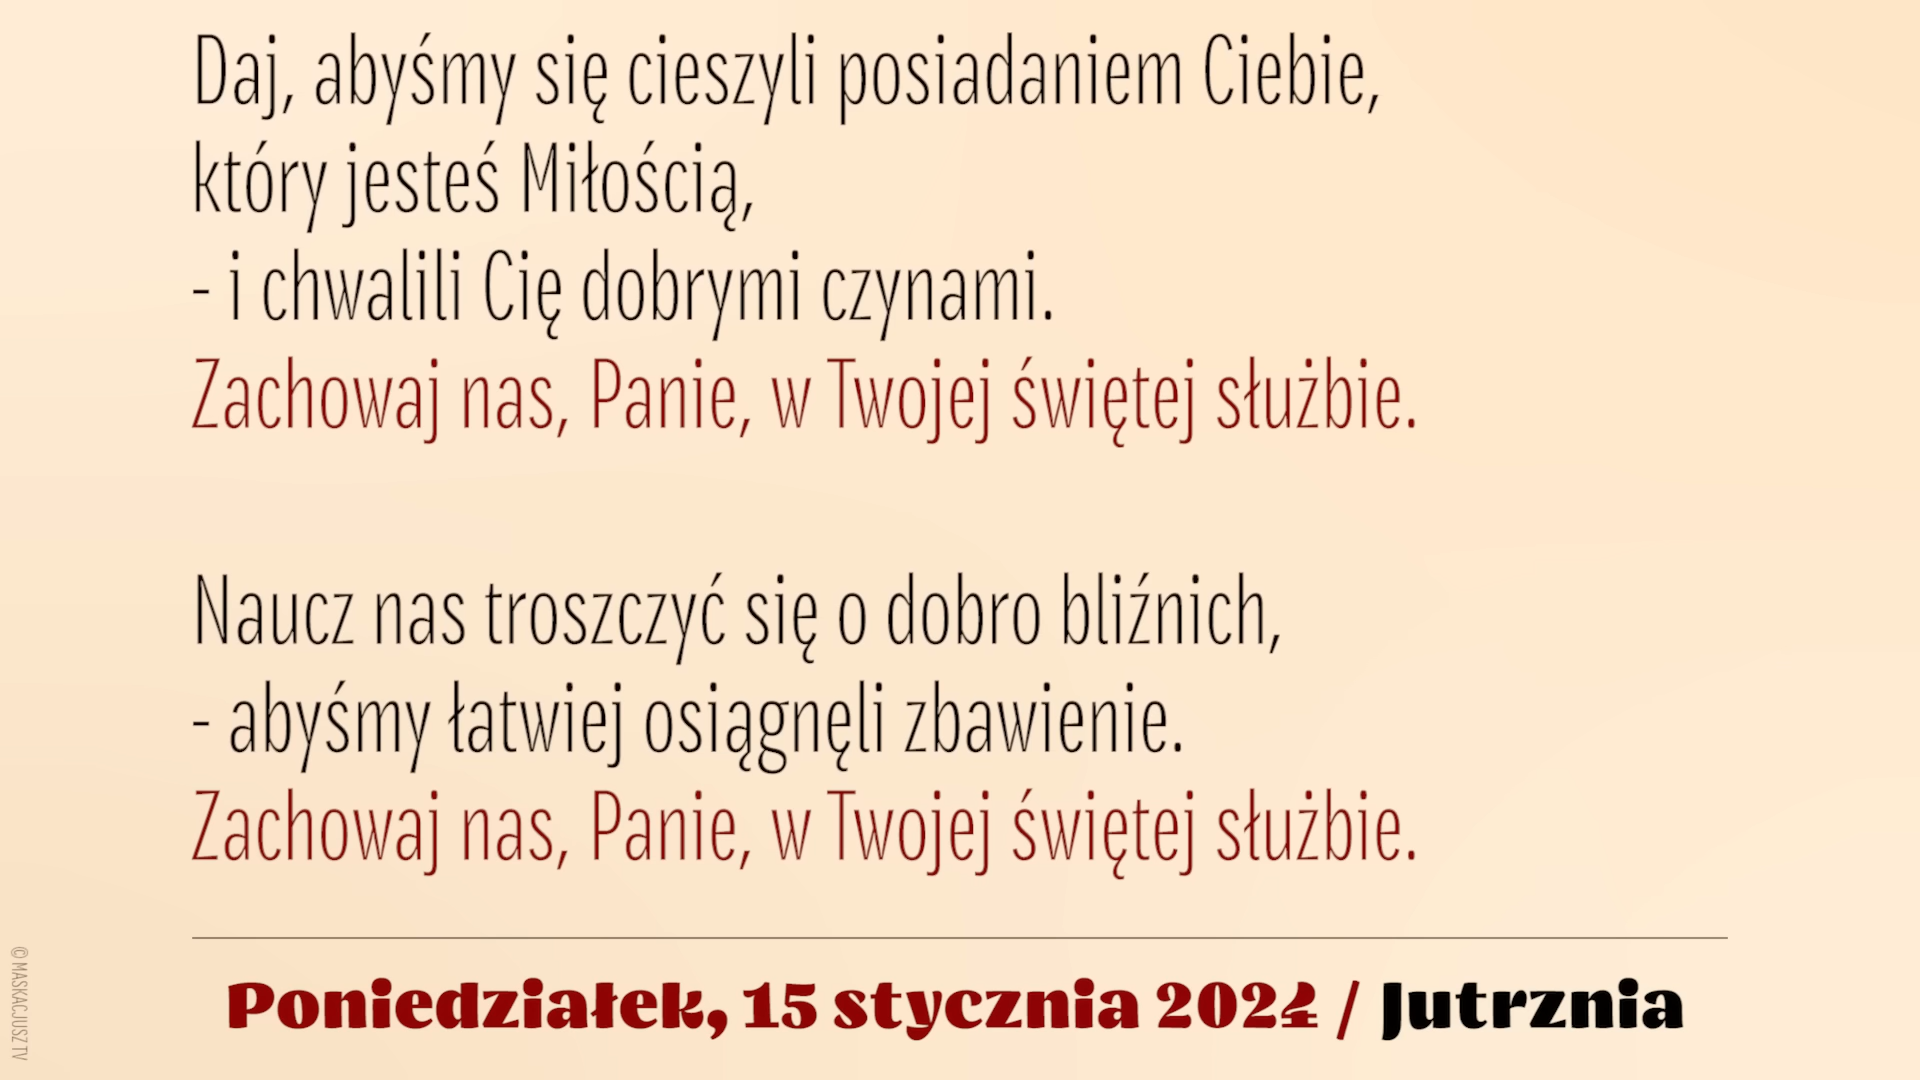 Daj, abyśmy się cieszyli posiadaniem Ciebie,
który jesteś Miłością,
- i chwalili Cię dobrymi czynami.
Zachowaj nas, Panie, w Twojej świętej służbie.
Naucz nas troszczyć się o dobro bliźnich,
- abyśmy łatwiej osiągnęli zbawienie.
Zachowaj nas, Panie, w Twojej świętej służbie.
Poniedziałek, 15 stycznia 2024 / Jutrznia
© MASKACJUSZ TV